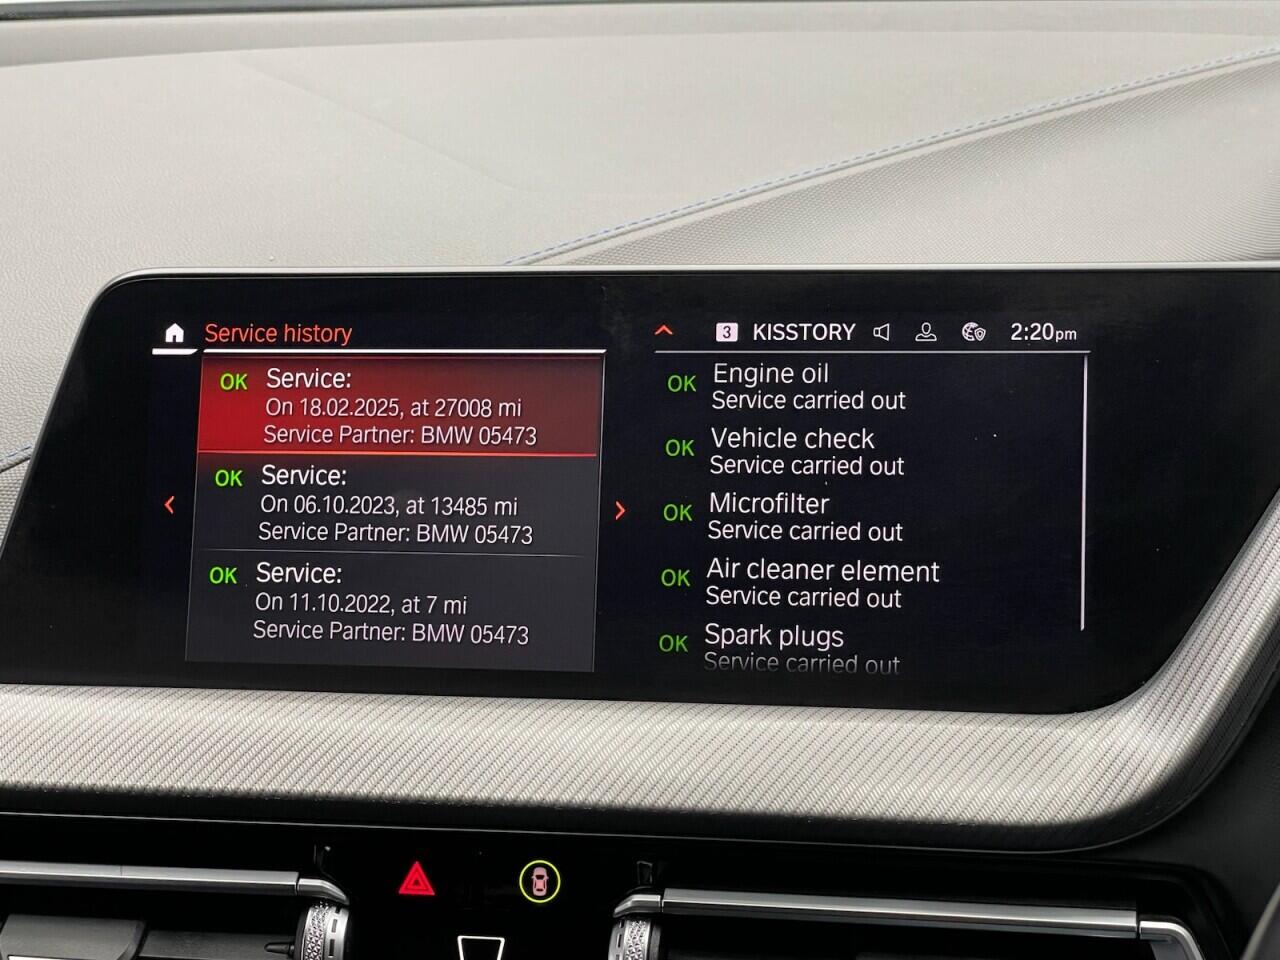 Service history
3 KISSTORY 2:20pm
OK Service:
On 18.02.2025, at 27008 mi
Service Partner: BMW 05473
OK Service:
On 06.10.2023, at 13485 mi
Service Partner: BMW 05473
OK Service:
On 11.10.2022, at 7 mi
Service Partner: BMW 05473
OK Engine oil
Service carried out
OK Vehicle check
Service carried out
OK Microfilter
Service carried out
OK Air cleaner element
Service carried out
OK Spark plugs
Service carried out